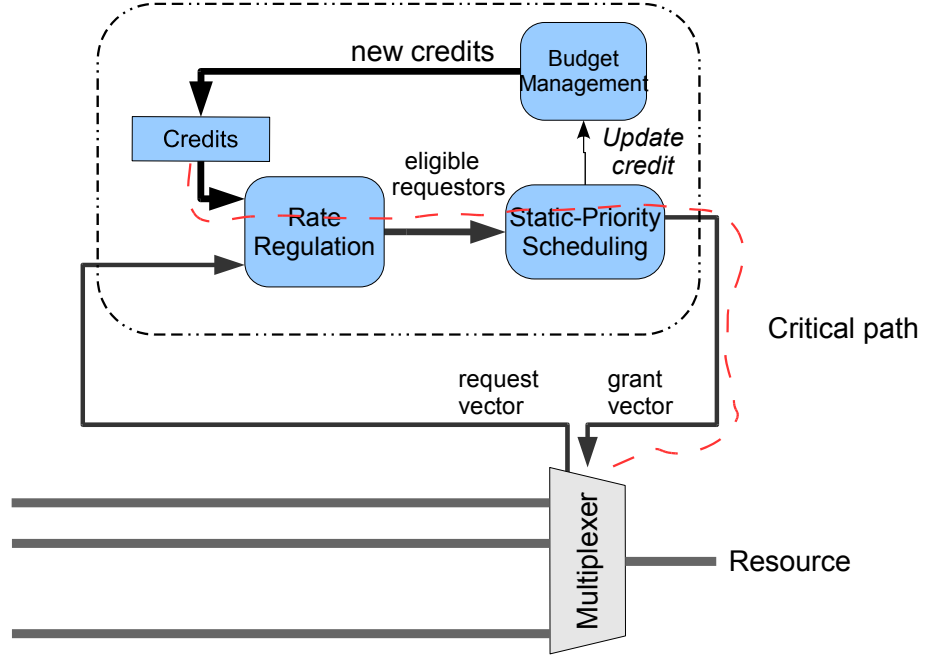 new credits
Budget
Management
Credits
Update
credit
eligible
requestors
Rate
Regulation
Static-Priority
Scheduling
Critical path
request
vector
grant
vector
Multiplexer
Resource